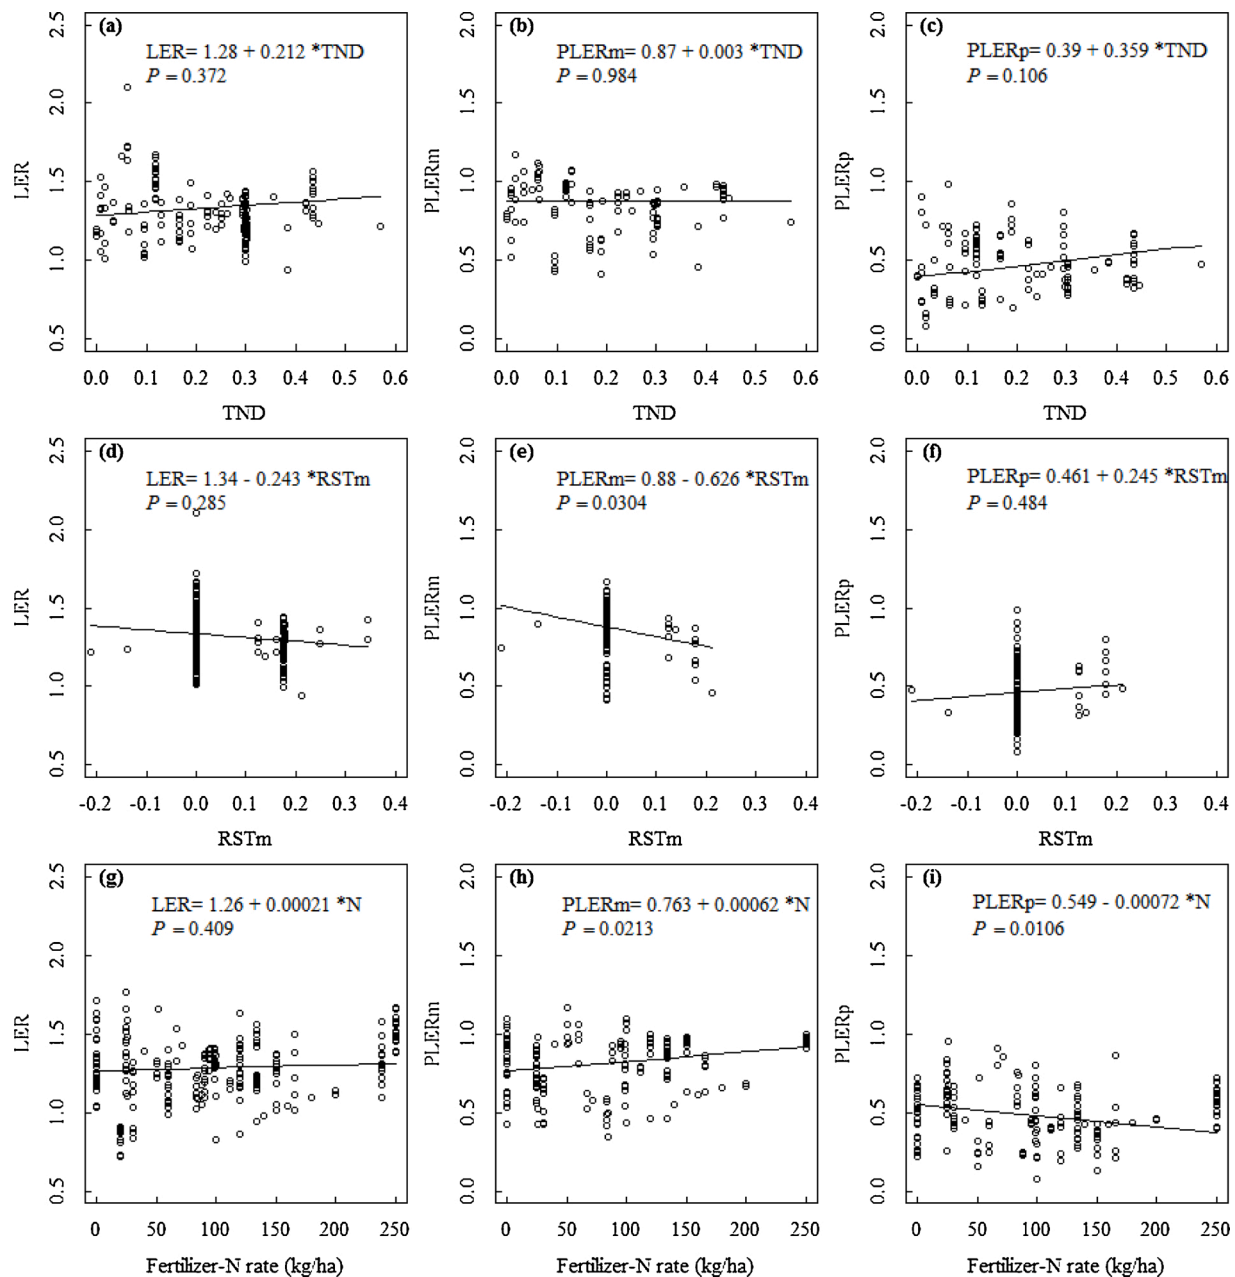 (a)
LER= 1.28 + 0.212 *TND
P = 0.372
LER
2.5
2.0
1.5
1.0
0.5
0.0 0.1 0.2 0.3 0.4 0.5 0.6
TND
(b)
PLERm= 0.87 + 0.003 *TND
P = 0.984
PLERm
2.0
1.5
1.0
0.5
0.0
0.0 0.1 0.2 0.3 0.4 0.5 0.6
TND
(c)
PLERp= 0.39 + 0.359 *TND
P = 0.106
PLERp
2.0
1.5
1.0
0.5
0.0
0.0 0.1 0.2 0.3 0.4 0.5 0.6
TND
(d)
LER= 1.34 - 0.243 *RSTm
P = 0.285
LER
2.5
2.0
1.5
1.0
0.5
-0.2 -0.1 0.0 0.1 0.2 0.3 0.4
RSTm
(e)
PLERm= 0.88 - 0.626 *RSTm
P = 0.0304
PLERm
2.0
1.5
1.0
0.5
0.0
-0.2 -0.1 0.0 0.1 0.2 0.3 0.4
RSTm
(f)
PLERp= 0.461 + 0.245 *RSTm
P = 0.484
PLERp
2.0
1.5
1.0
0.5
0.0
-0.2 -0.1 0.0 0.1 0.2 0.3 0.4
RSTm
(g)
LER= 1.26 + 0.00021 *N
P = 0.409
LER
2.5
2.0
1.5
1.0
0.5
0 50 100 150 200 250
Fertilizer-N rate (kg/ha)
(h)
PLERm= 0.763 + 0.00062 *N
P = 0.0213
PLERm
2.0
1.5
1.0
0.5
0.0
0 50 100 150 200 250
Fertilizer-N rate (kg/ha)
(i)
PLERp= 0.549 - 0.00072 *N
P = 0.0106
PLERp
2.0
1.5
1.0
0.5
0.0
0 50 100 150 200 250
Fertilizer-N rate (kg/ha)